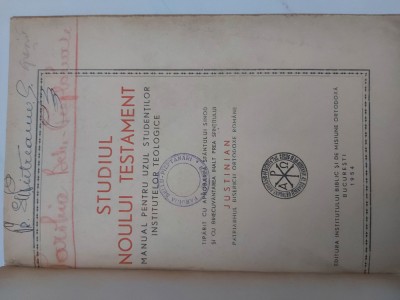 STUDIUL
NOULUI TESTAMENT
MANUAL PENTRU UZUL STUDENȚILOR
INSTITUTELOR TEOLOGICE
TIPĂRIT CU APROBAREA SFÂNTULUI SINOD
ȘI CU BINECUVÂNTAREA ÎNALT PREA SFINȚITULUI
JUSTINIAN
PATRIARHUL BISERICII ORTODOXE ROMÂNE
EDITURA INSTITUTULUI BIBLIC ȘI DE MISIUNE ORTODOXĂ
BUCUREȘTI
1954